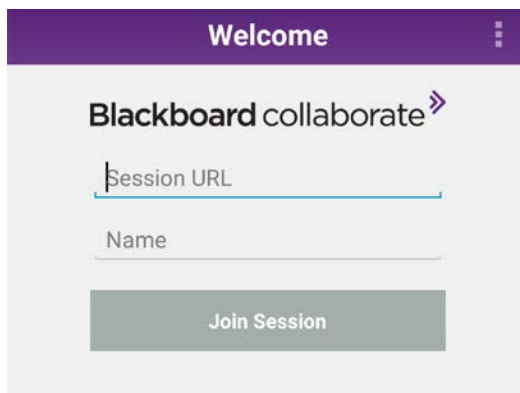 Welcome
Blackboard collaborate
Session URL
Name
Join Session